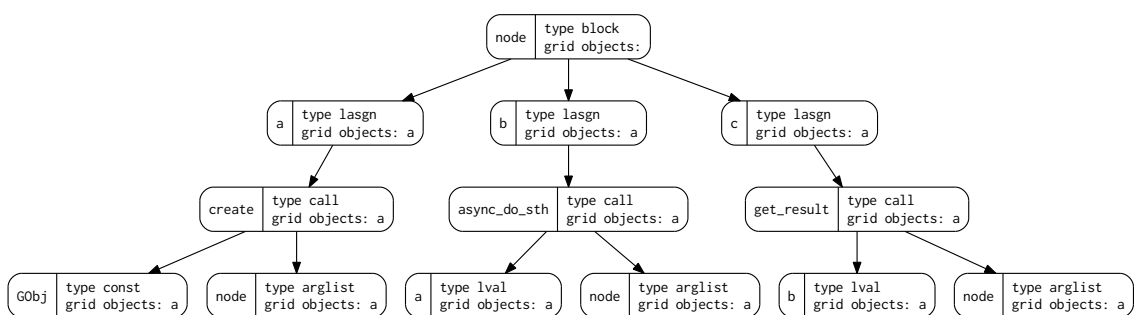 node
type block
grid objects:
a
type lasgn
grid objects: a
b
type lasgn
grid objects: a
c
type lasgn
grid objects: a
create
type call
grid objects: a
async_do_sth
type call
grid objects: a
get_result
type call
grid objects: a
GObj
type const
grid objects: a
node
type arglist
grid objects: a
a
type lval
grid objects: a
node
type arglist
grid objects: a
b
type lval
grid objects: a
node
type arglist
grid objects: a